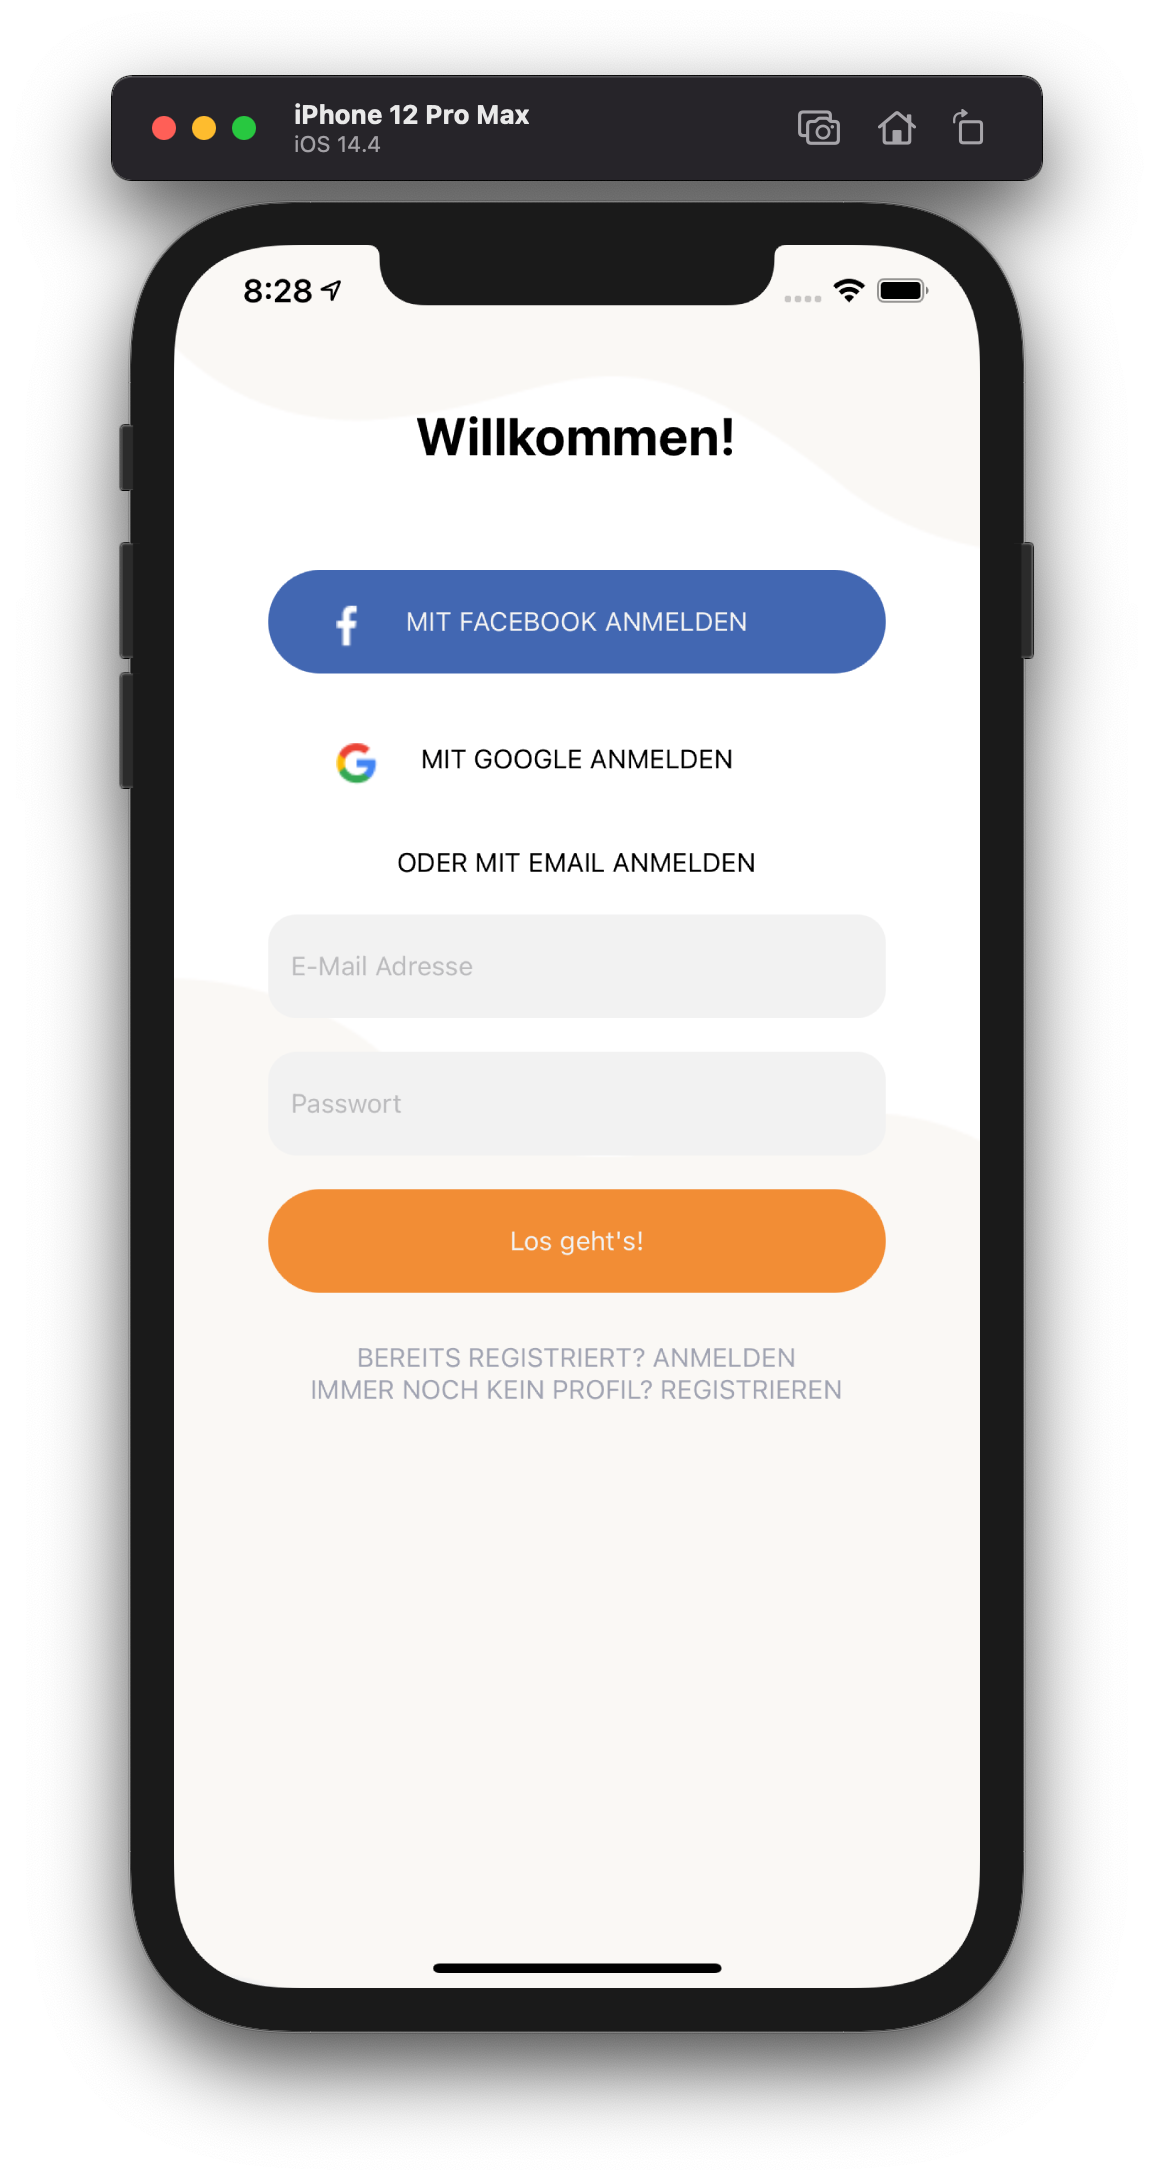 iPhone 12 Pro Max
iOS 14.4
8:28
Willkommen!
MIT FACEBOOK ANMELDEN
MIT GOOGLE ANMELDEN
ODER MIT EMAIL ANMELDEN
E-Mail Adresse
Passwort
Los geht's!
BEREITS REGISTRIERT? ANMELDEN
IMMER NOCH KEIN PROFIL? REGISTRIEREN